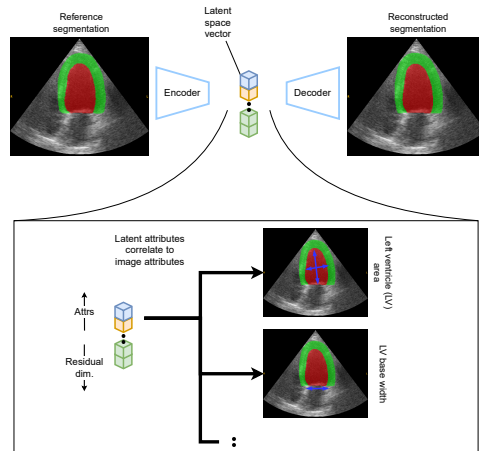 Reference
segmentation
Latent
space
vector
Reconstructed
segmentation
Encoder
Decoder
Latent attributes
correlate to
image attributes
Attrs
Residual
dim.
Left ventricle (LV)
area
LV base width